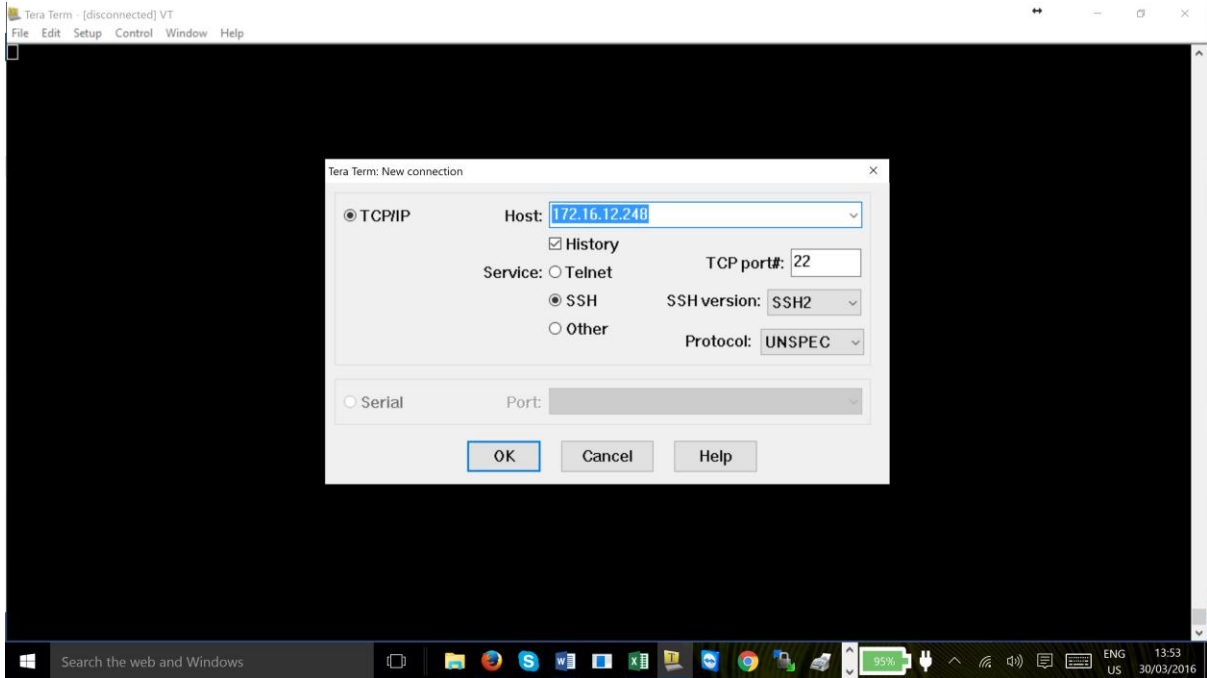 Tera Term - [disconnected] VT
File Edit Setup Control Window Help
Tera Term: New connection
TCP/IP Host: 172.16.12.248
History
TCP port#: 22
Service: Telnet
SSH SSH version: SSH2
Other
Protocol: UNSPEC
Serial Port:
OK Cancel Help
Search the web and Windows
95%
ENG
US
13:53
30/03/2016